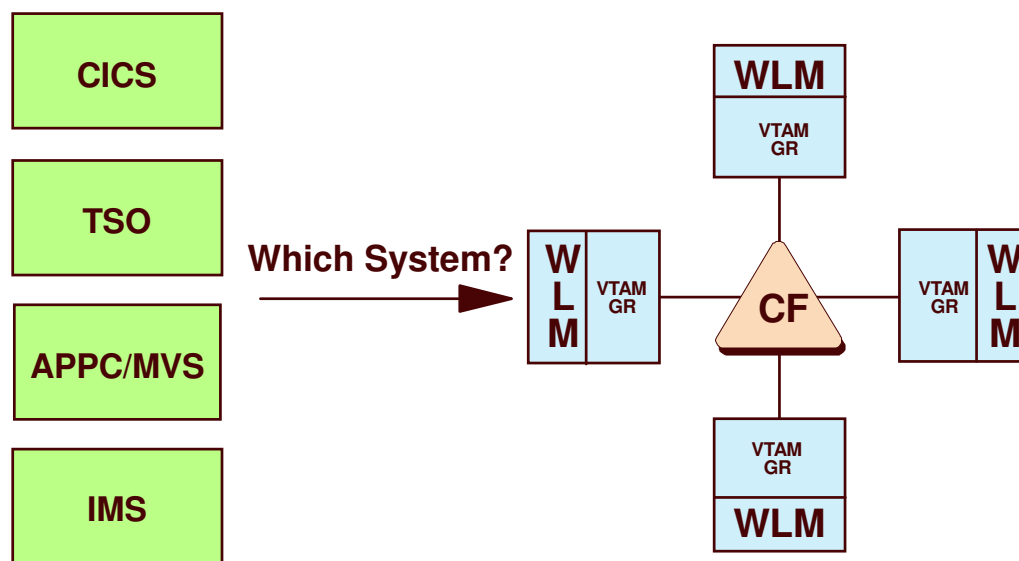 CICS
TSO
APPC/MVS
IMS
Which System?
WLM
VTAM
GR
W
L
M
VTAM
GR
CF
VTAM
GR
W
L
M
VTAM
GR
WLM